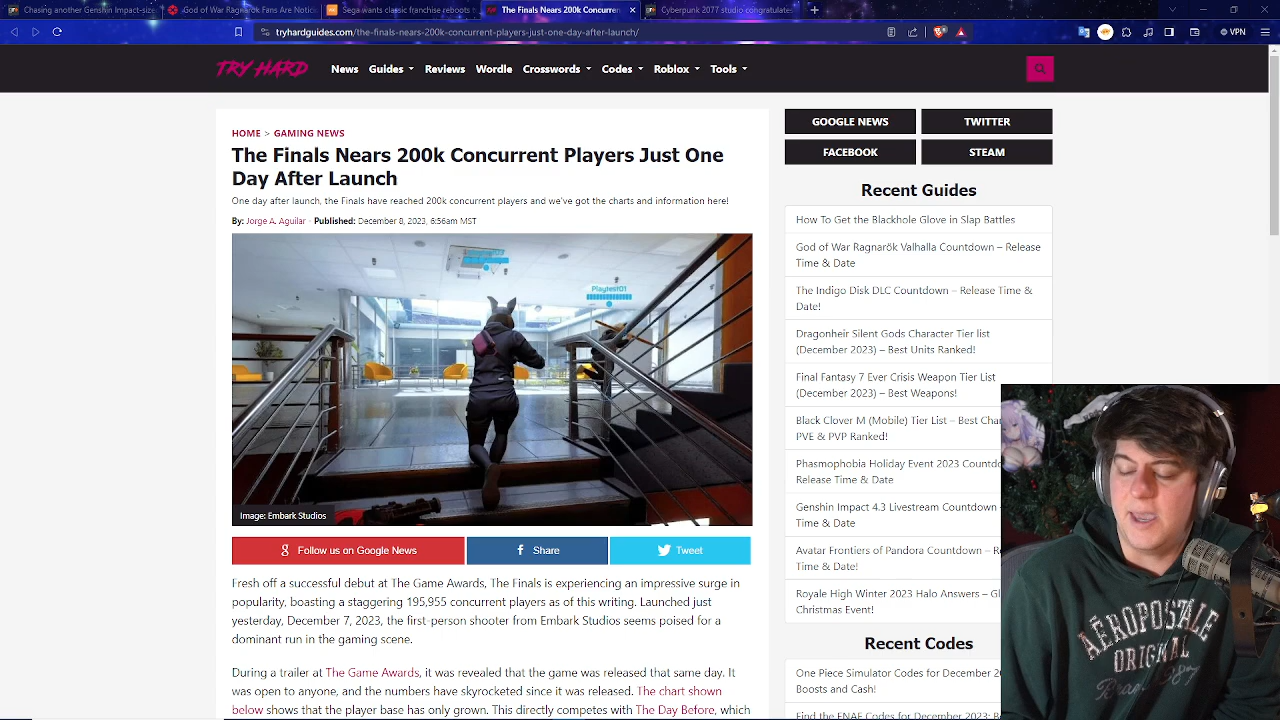 Chasing another Genshin Impact-size
God of War Ragnarök Fans Are Notic
Sega wants classic franchise reboots t
The Finals Nears 200k Concurren
Cyberpunk 2077 studio congratulates
tryhardguides.com/the-finals-nears-200k-concurrent-players-just-one-day-after-launch/
VPN
TRY HARD
News
Guides
Reviews
Wordle
Crosswords
Codes
Roblox
Tools
HOME > GAMING NEWS
The Finals Nears 200k Concurrent Players Just One
Day After Launch
One day after launch, the Finals have reached 200k concurrent players and we've got the charts and information here!
By: Jorge A. Aguilar - Published: December 8, 2023, 6:56am MST
Playtest01
Image: Embark Studios
Follow us on Google News
Share
Tweet
Fresh off a successful debut at The Game Awards, The Finals is experiencing an impressive surge in
popularity, boasting a staggering 195,955 concurrent players as of this writing. Launched just
yesterday, December 7, 2023, the first-person shooter from Embark Studios seems poised for a
dominant run in the gaming scene.
During a trailer at The Game Awards, it was revealed that the game was released that same day. It
was open to anyone, and the numbers have skyrocketed since it was released. The chart shown
below shows that the player base has only grown. This directly competes with The Day Before, which
GOOGLE NEWS
TWITTER
FACEBOOK
STEAM
Recent Guides
How To Get the Blackhole Glove in Slap Battles
God of War Ragnarök Valhalla Countdown – Release
Time & Date
The Indigo Disk DLC Countdown – Release Time &
Date!
Dragonheir Silent Gods Character Tier list
(December 2023) – Best Units Ranked!
Final Fantasy 7 Ever Crisis Weapon Tier List
(December 2023) – Best Weapons!
Black Clover M (Mobile) Tier List – Best Cha
PVE & PVP Ranked!
Phasmophobia Holiday Event 2023 Countdo
Release Time & Date
Genshin Impact 4.3 Livestream Countdown
Time & Date
Avatar Frontiers of Pandora Countdown – R
Time & Date!
Royale High Winter 2023 Halo Answers – Gl
Christmas Event!
Recent Codes
One Piece Simulator Codes for December 2
Boosts and Cash!
Find the FNAF Codes for December 2023: B
AÉROPOSTALE
ORIGINAL